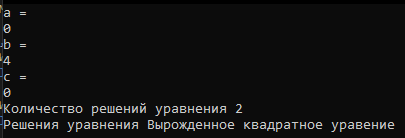 a =
0
b =
4
c =
0
Количество решений уравнения 2
Решения уравнения Вырожденное квадратное уравение